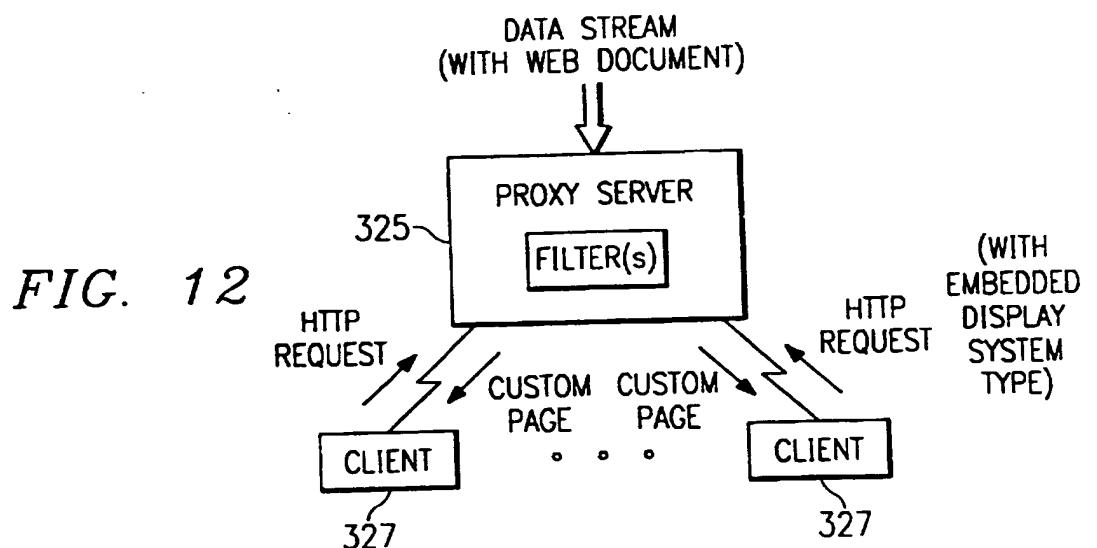 DATA STREAM
(WITH WEB DOCUMENT)
PROXY SERVER
325
FILTER(s)
FIG. 12
HTTP
REQUEST
CUSTOM
PAGE
CUSTOM
PAGE
HTTP
REQUEST
(WITH
EMBEDDED
DISPLAY
SYSTEM
TYPE)
CLIENT
CLIENT
327
327